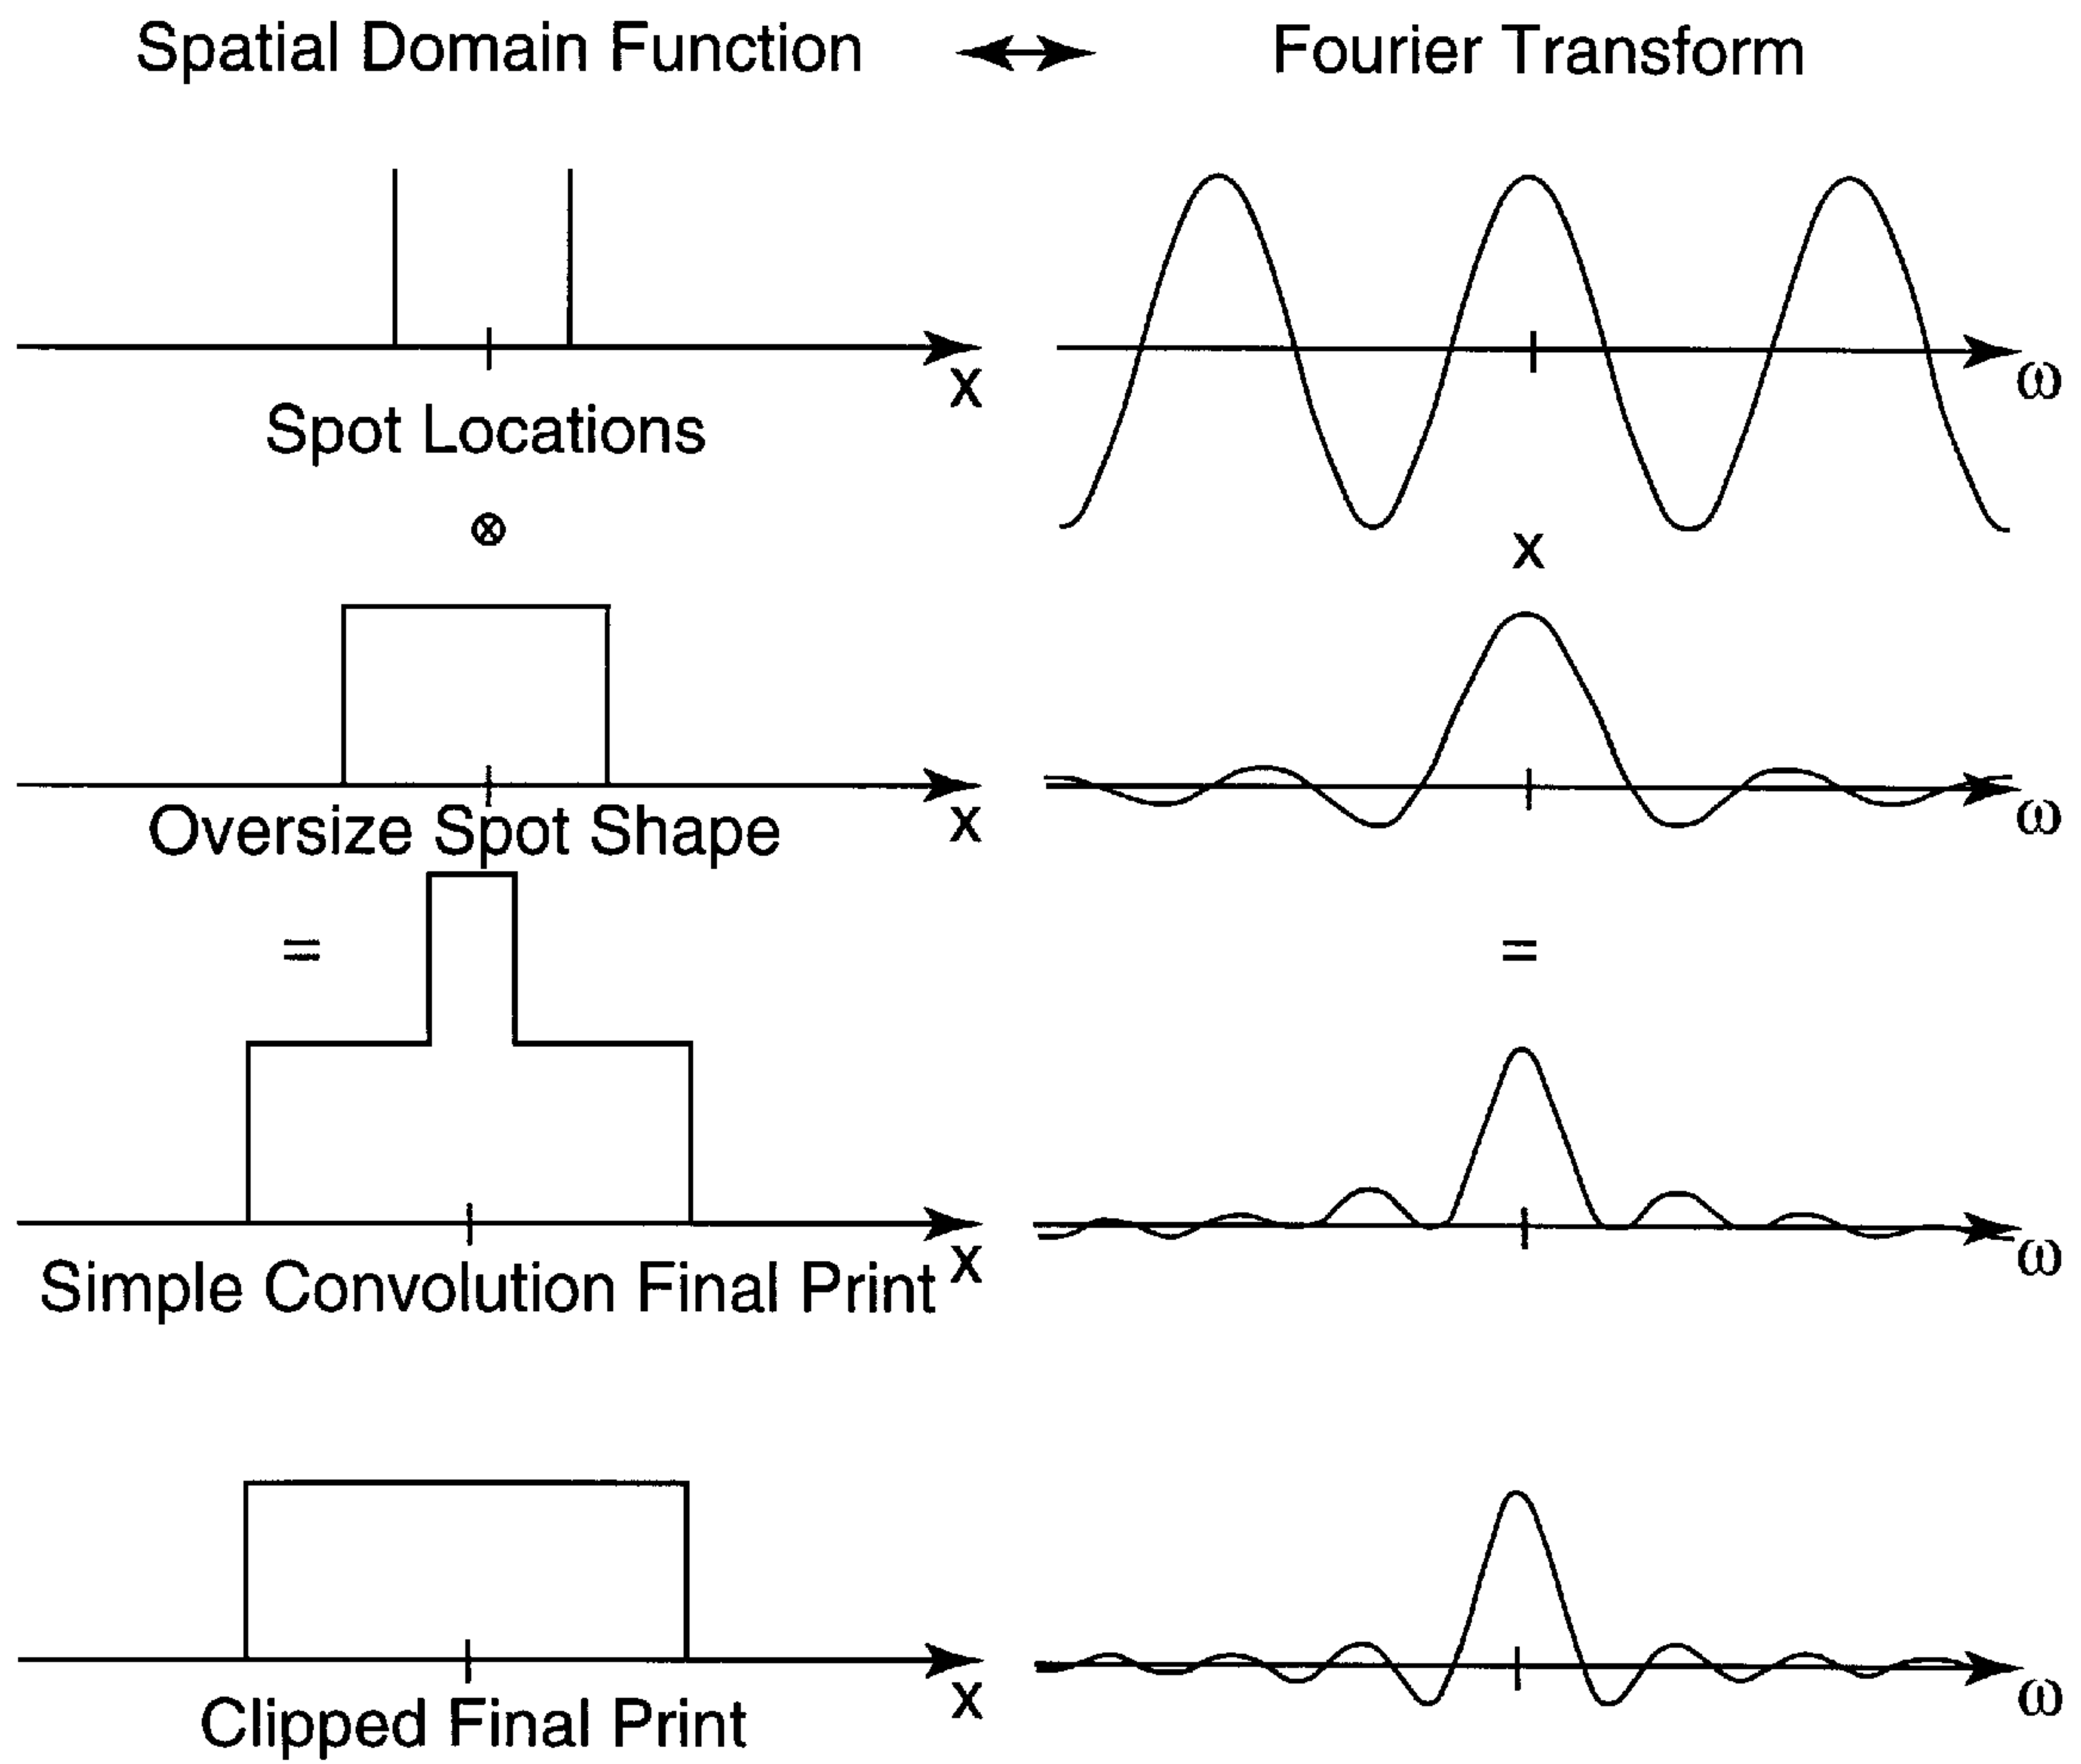 Spatial Domain Function ↔ Fourier Transform
x
ω
Spot Locations
⊗
x
x
ω
Oversize Spot Shape
=
=
x
ω
Simple Convolution Final Print
x
ω
Clipped Final Print